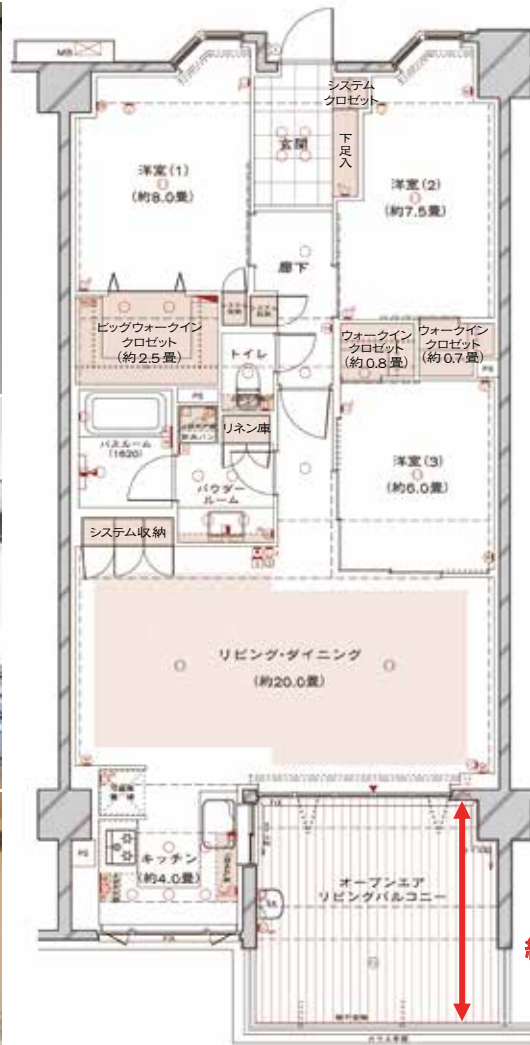 MB
システム
クロゼット
下足入
玄関
洋室(1)
(約8.0畳)
洋室(2)
(約7.5畳)
廊下
ビッグウォークイン
クロゼット
(約2.5畳)
トイレ
ウォークイン
クロゼット
(約0.8畳)
ウォークイン
クロゼット
(約0.7畳)
PS
PS
リネン庫
バスルーム
(1620)
洋室(3)
(約6.0畳)
パウダー
ルーム
システム収納
リビング・ダイニング
(約20.0畳)
PS
キッチン
(約4.0畳)
オープンエア
リビングバルコニー
FIX